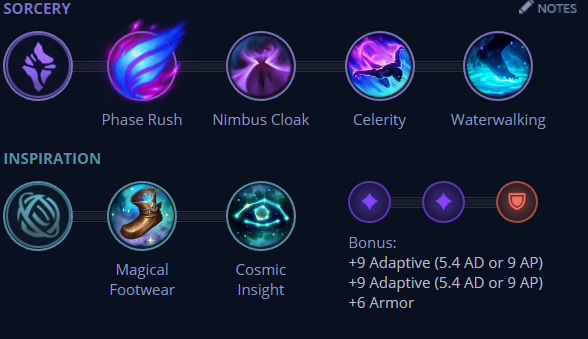 SORCERY
NOTES
Phase Rush
Nimbus Cloak
Celerity
Waterwalking
INSPIRATION
Magical
Footwear
Cosmic
Insight
Bonus:
+9 Adaptive (5.4 AD or 9 AP)
+9 Adaptive (5.4 AD or 9 AP)
+6 Armor